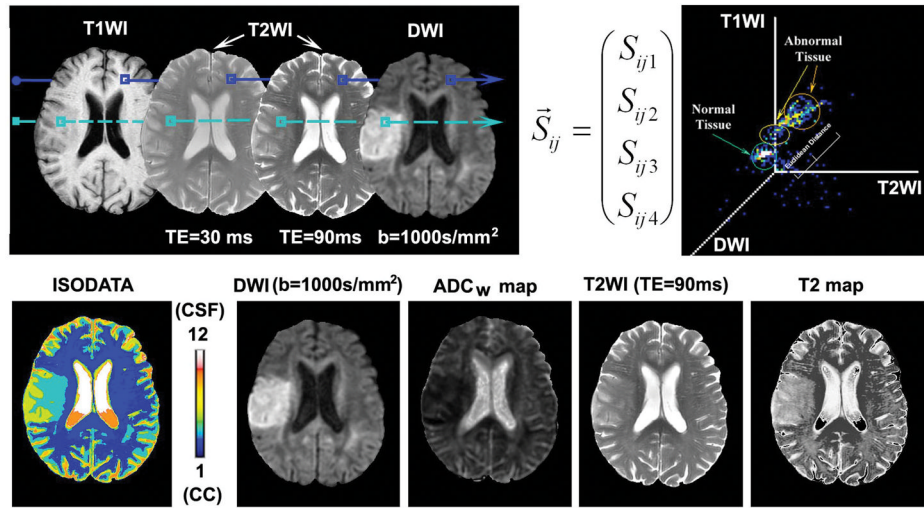 T1WI
T2WI
DWI
TE=30 ms
TE=90ms
b=1000s/mm²
S⃗ij = (Sij1
Sij2
Sij3
Sij4)
T1WI
Abnormal
Tissue
Normal
Tissue
Euclidean Distance
T2WI
DWI
ISODATA
(CSF)
12
1
(CC)
DWI (b=1000s/mm²)
ADCw map
T2WI (TE=90ms)
T2 map